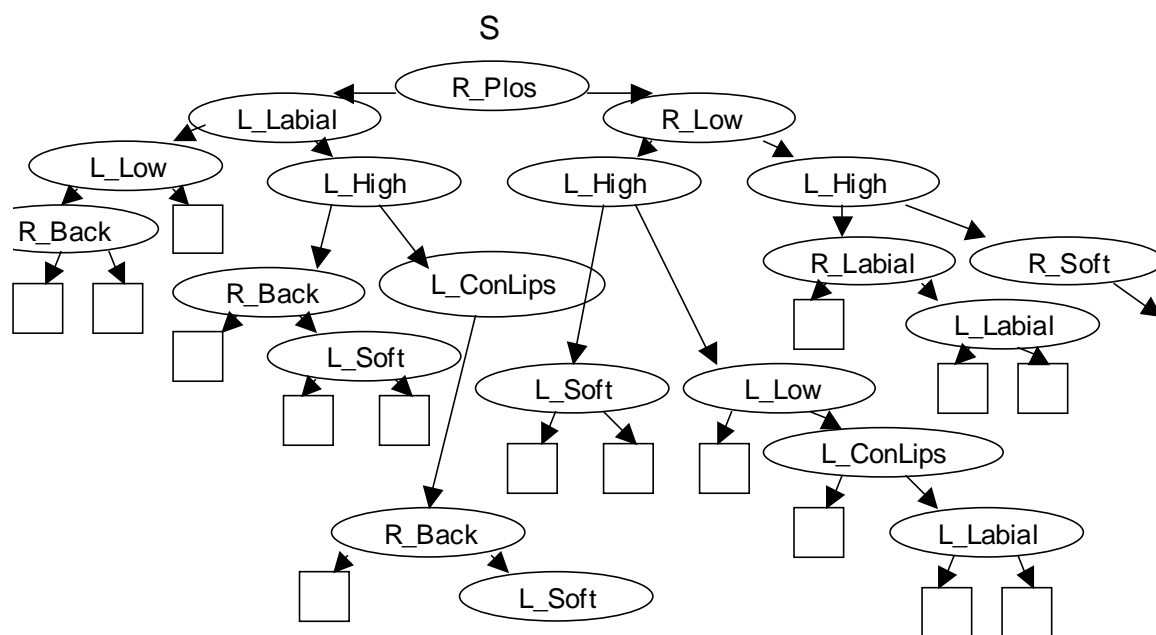 S
R_Plos
L_Labial
R_Low
L_Low
L_High
L_High
L_High
R_Back
R_Labial
R_Soft
R_Back
L_ConLips
L_Labial
L_Soft
L_Soft
L_Low
L_ConLips
R_Back
L_Labial
L_Soft